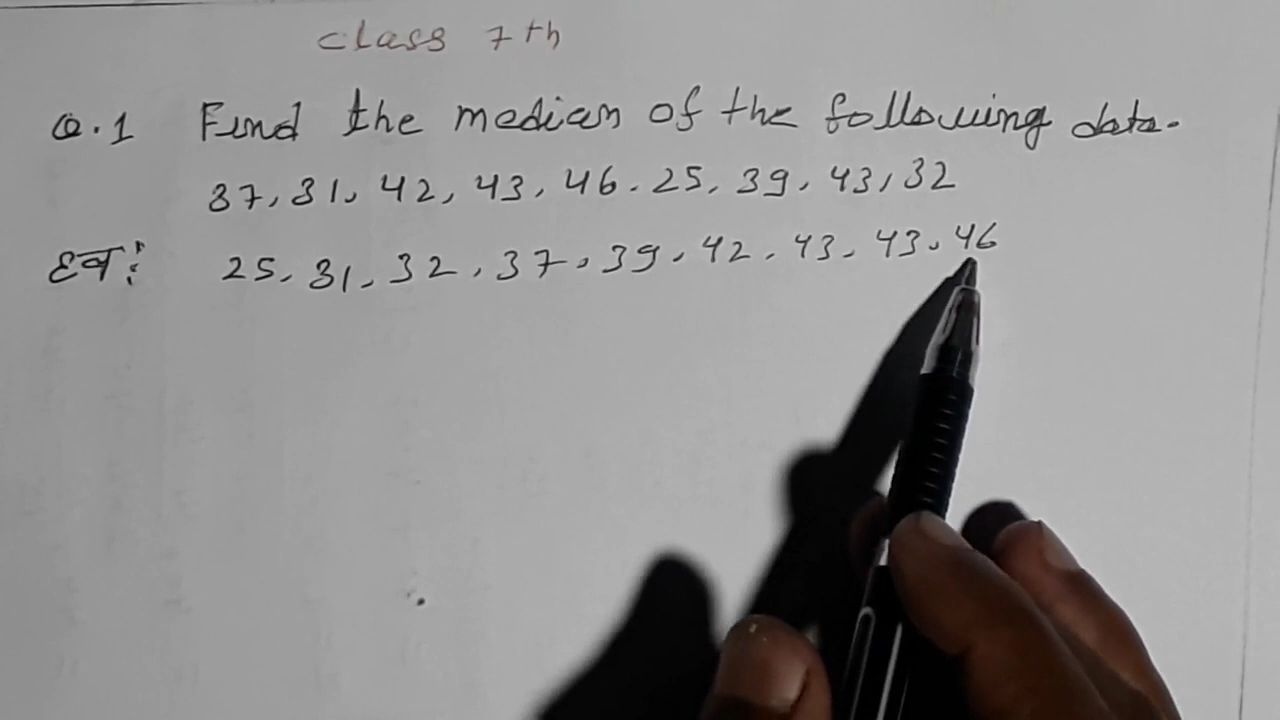 class 7th
Q.1 Find the median of the following data.
37, 31, 42, 43, 46. 25, 39, 43, 32
हल:
25, 31, 32, 37, 39, 42, 43, 43, 46